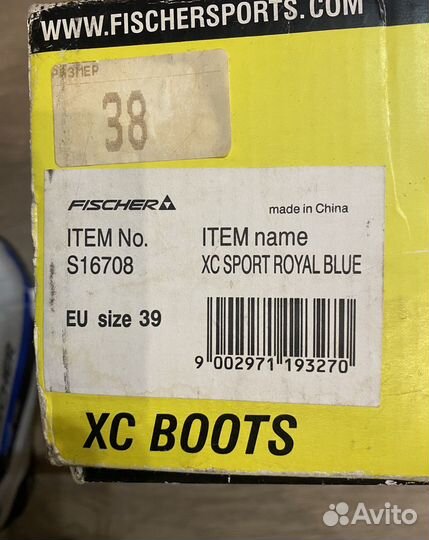 WWW.FISCHERSPORTS.COM
РАЗМЕР
38
FISCHER
made in China
ITEM No. ITEM name
S16708 XC SPORT ROYAL BLUE
EU size 39
9 002971 193270
XC BOOTS
Avito